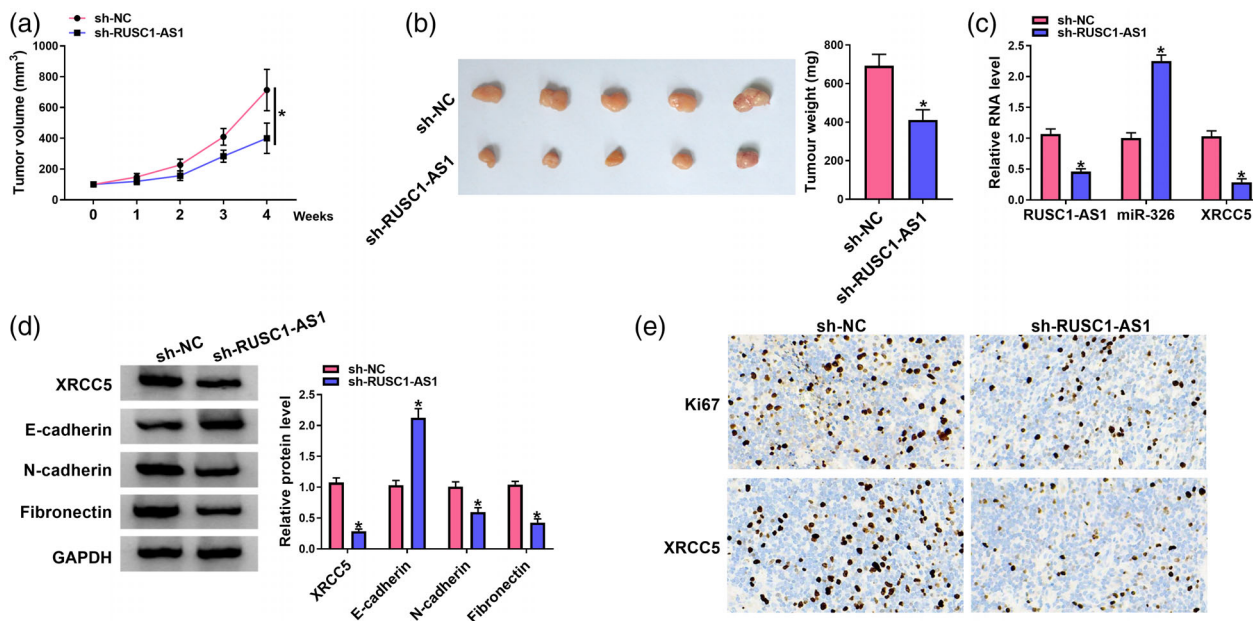 (a)
sh-NC
sh-RUSC1-AS1
Tumor volume (mm3)
1000
800
600
400
200
0
0 1 2 3 4 Weeks
*
(b)
sh-NC
sh-RUSC1-AS1
Tumour weight (mg)
800
600
400
200
0
*
sh-NC
sh-RUSC1-AS1
(c)
sh-NC
sh-RUSC1-AS1
Relative RNA level
2.5
2.0
1.5
1.0
0.5
0.0
* * *
RUSC1-AS1 miR-326 XRCC5
(d)
sh-NC sh-RUSC1-AS1
XRCC5
E-cadherin
N-cadherin
Fibronectin
GAPDH
sh-NC
sh-RUSC1-AS1
Relative protein level
2.5
2.0
1.5
1.0
0.5
0.0
* * * *
XRCC5 E-cadherin N-cadherin Fibronectin
(e)
sh-NC sh-RUSC1-AS1
Ki67
XRCC5